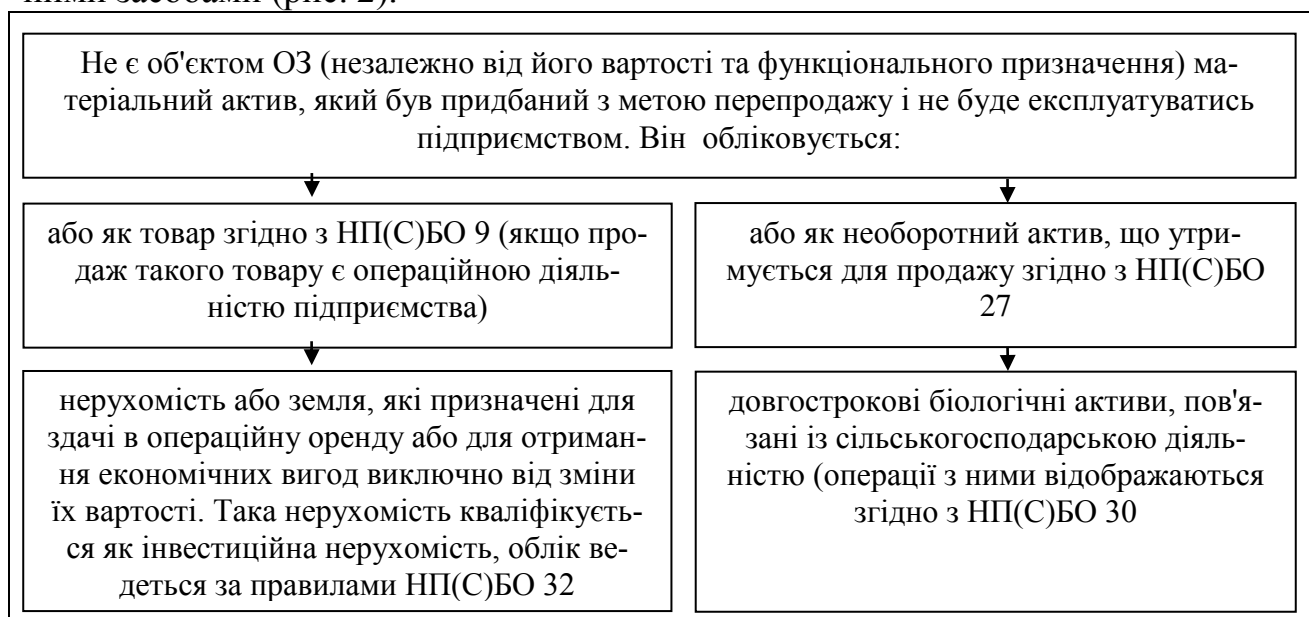 ними засобами (рис. 2).
Не є об'єктом ОЗ (незалежно від його вартості та функціонального призначення) ма-
теріальний актив, який був придбаний з метою перепродажу і не буде експлуатуватись
підприємством. Він обліковується:
або як товар згідно з НП(С)БО 9 (якщо про-
даж такого товару є операційною діяль-
ністю підприємства)
або як необоротний актив, що утри-
мується для продажу згідно з НП(С)БО
27
нерухомість або земля, які призначені для
здачі в операційну оренду або для отриман-
ня економічних вигод виключно від зміни
їх вартості. Така нерухомість кваліфікуєть-
ся як інвестиційна нерухомість, облік ве-
деться за правилами НП(С)БО 32
довгострокові біологічні активи, пов'я-
зані із сільськогосподарською діяль-
ністю (операції з ними відображаються
згідно з НП(С)БО 30